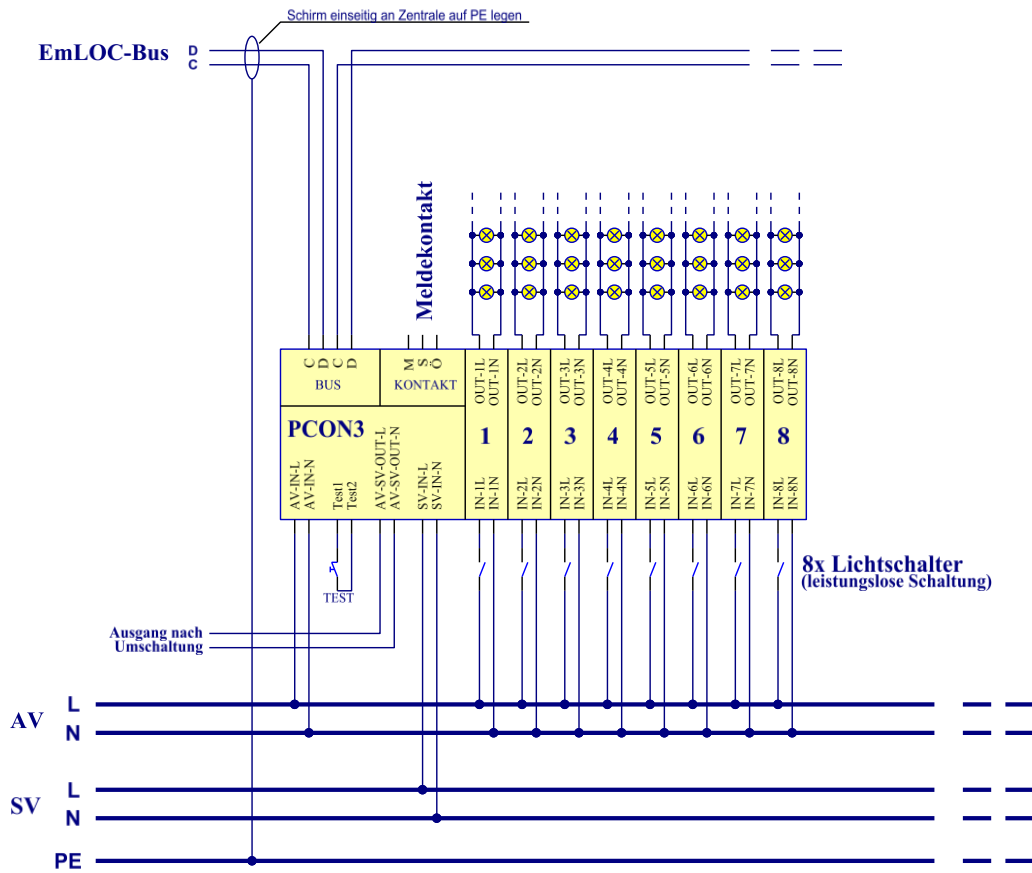 Schirm einseitig an Zentrale auf PE legen
EmLOC-Bus
D
C
Meldekontakt
C
D
C
D
BUS
M
S
Ö
KONTAKT
OUT-1L
OUT-1N
OUT-2L
OUT-2N
OUT-3L
OUT-3N
OUT-4L
OUT-4N
OUT-5L
OUT-5N
OUT-6L
OUT-6N
OUT-7L
OUT-7N
OUT-8L
OUT-8N
PCON3
1
2
3
4
5
6
7
8
AV-IN-L
AV-IN-N
Test1
Test2
AV-SV-OUT-L
AV-SV-OUT-N
SV-IN-L
SV-IN-N
IN-1L
IN-1N
IN-2L
IN-2N
IN-3L
IN-3N
IN-4L
IN-4N
IN-5L
IN-5N
IN-6L
IN-6N
IN-7L
IN-7N
IN-8L
IN-8N
8x Lichtschalter
(leistungslose Schaltung)
TEST
Ausgang nach
Umschaltung
AV
L
N
SV
L
N
PE